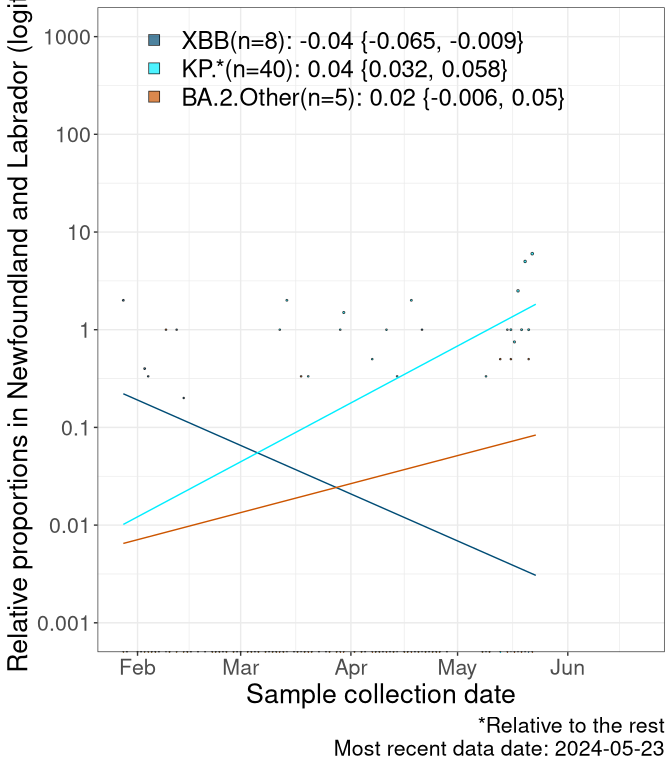 Relative proportions in Newfoundland and Labrador (logit
1000
100
10
1
0.1
0.01
0.001
XBB(n=8): -0.04 {-0.065, -0.009}
KP.*(n=40): 0.04 {0.032, 0.058}
BA.2.Other(n=5): 0.02 {-0.006, 0.05}
Feb Mar Apr May Jun
Sample collection date
*Relative to the rest
Most recent data date: 2024-05-23